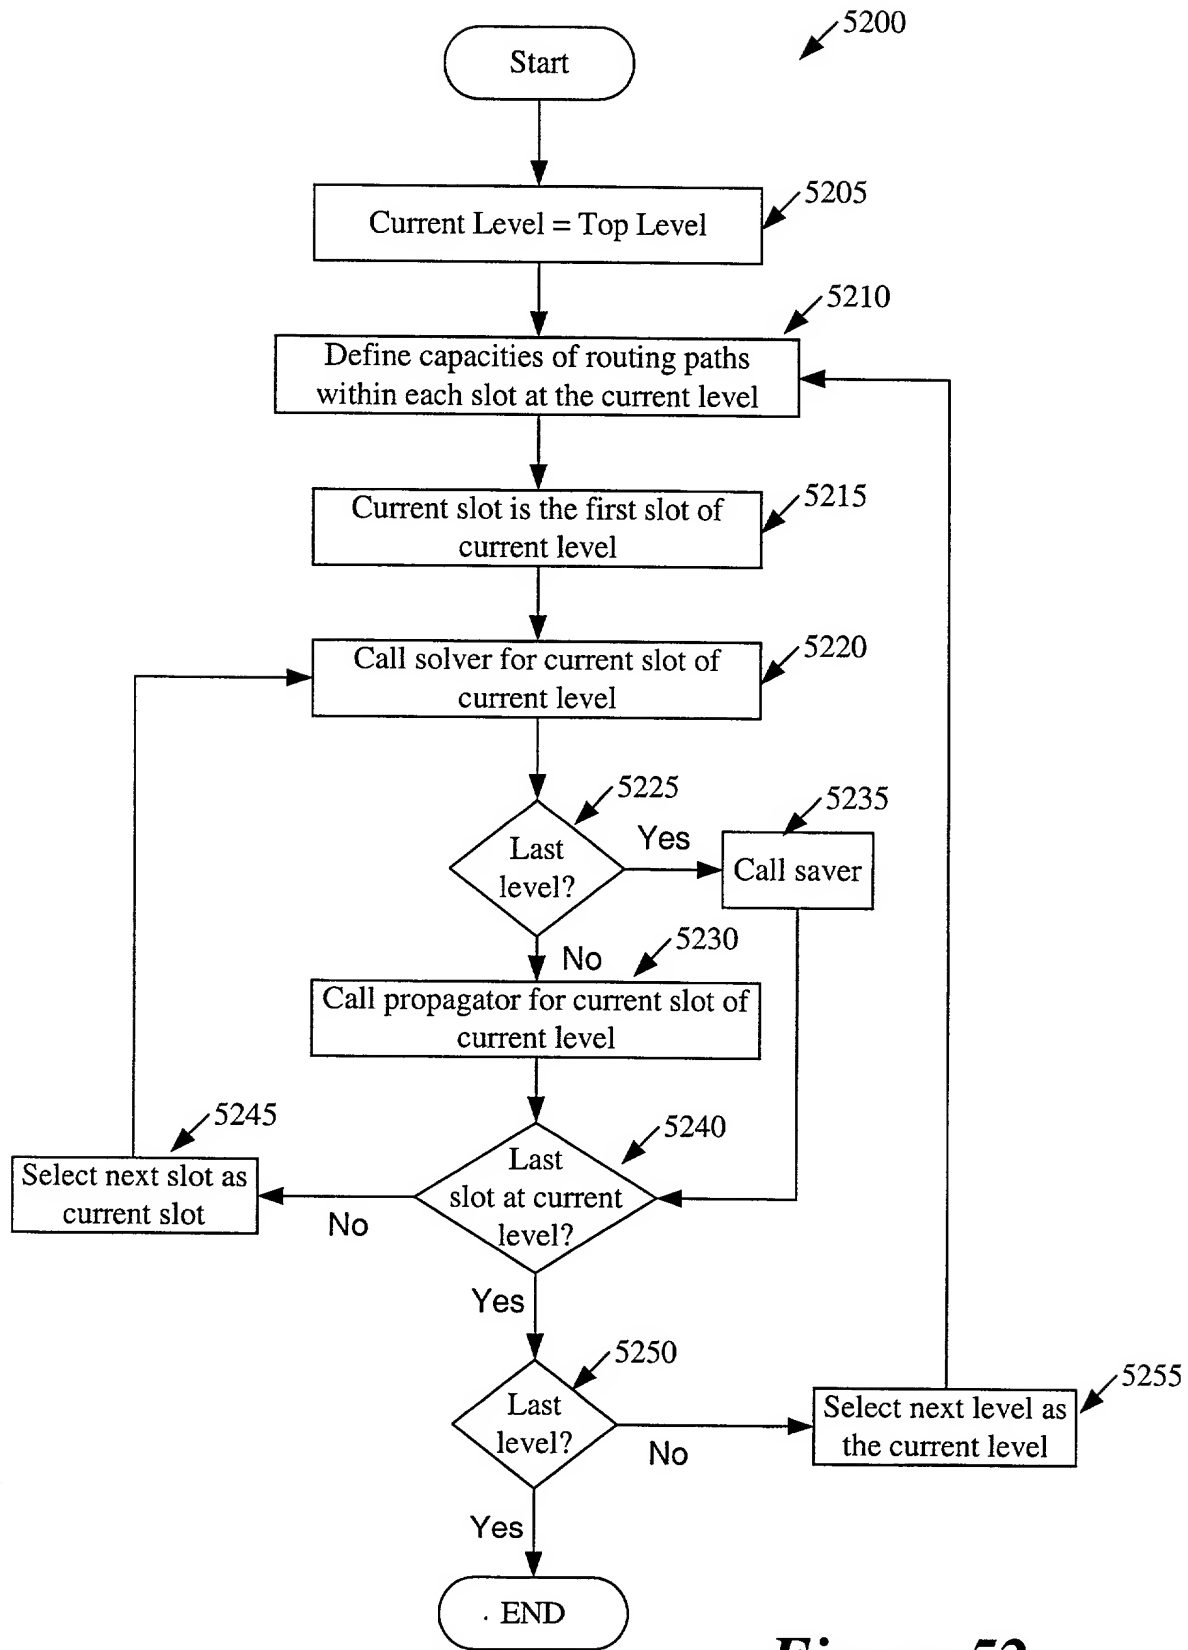 5200
Start
5205
Current Level = Top Level
5210
Define capacities of routing paths
within each slot at the current level
5215
Current slot is the first slot of
current level
5220
Call solver for current slot of
current level
5225
Last
level?
Yes
5235
Call saver
No
5230
Call propagator for current slot of
current level
5240
Last
slot at current
level?
No
5245
Select next slot as
current slot
Yes
5250
Last
level?
No
5255
Select next level as
the current level
Yes
END